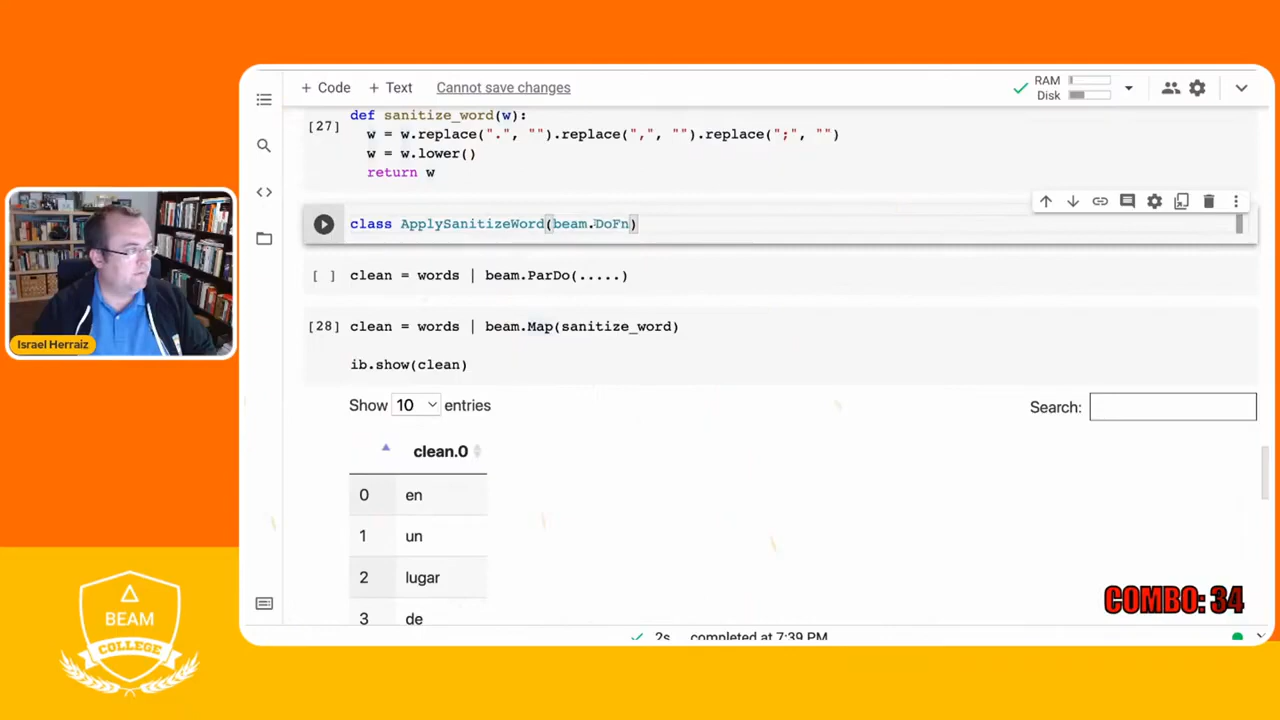 + Code + Text Cannot save changes
RAM
Disk
def sanitize_word(w):
[27]
w = w.replace(".", "").replace(",", "").replace(";", "")
w = w.lower()
return w
class ApplySanitizeWord(beam.DoFn)
[ ] clean = words | beam.ParDo(.....)
[28] clean = words | beam.Map(sanitize_word)
ib.show(clean)
Show 10 entries
Search:
clean.0
0 en
1 un
2 lugar
3 de
2s completed at 7:39 PM
Israel Herraiz
BEAM
COLLEGE
COMBO: 34